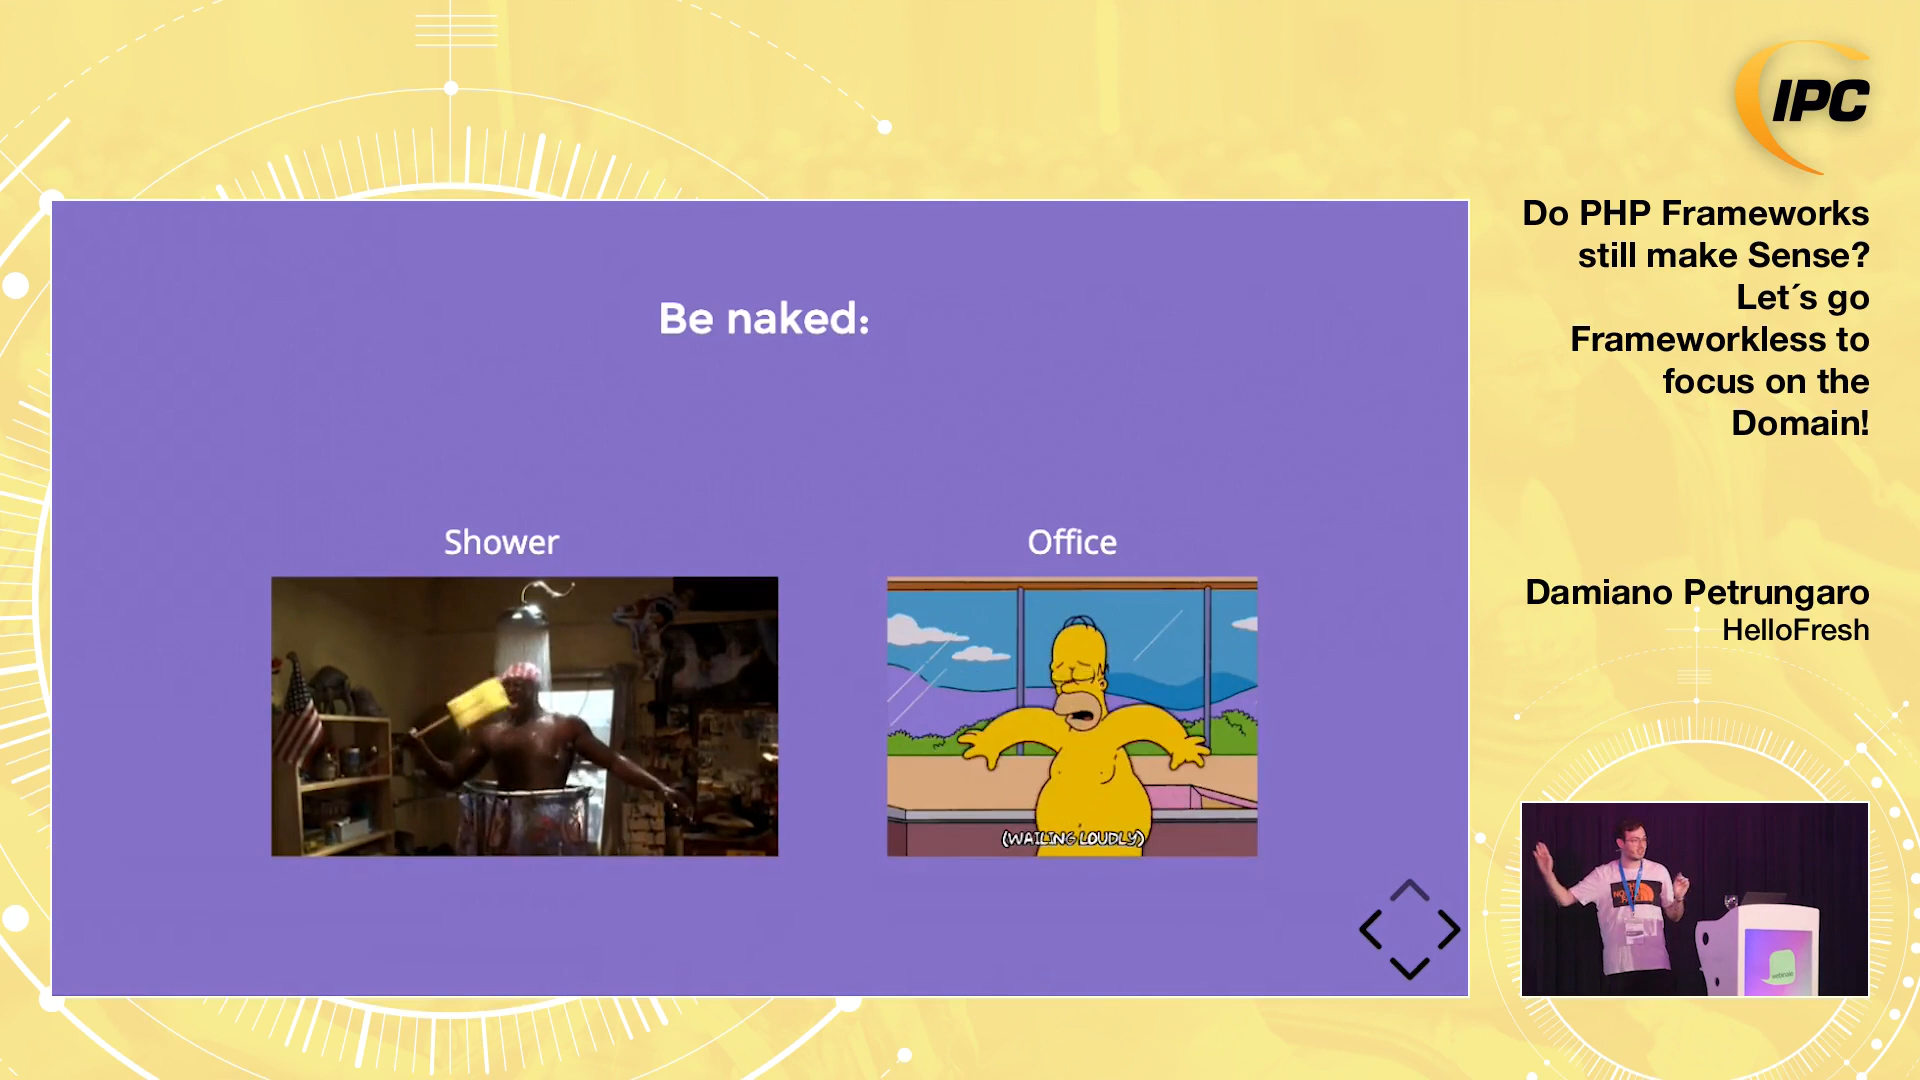 IPC
Do PHP Frameworks
still make Sense?
Let´s go
Frameworkless to
focus on the
Domain!
Be naked:
Shower
Office
(WAILING LOUDLY)
Damiano Petrungaro
HelloFresh
webinale